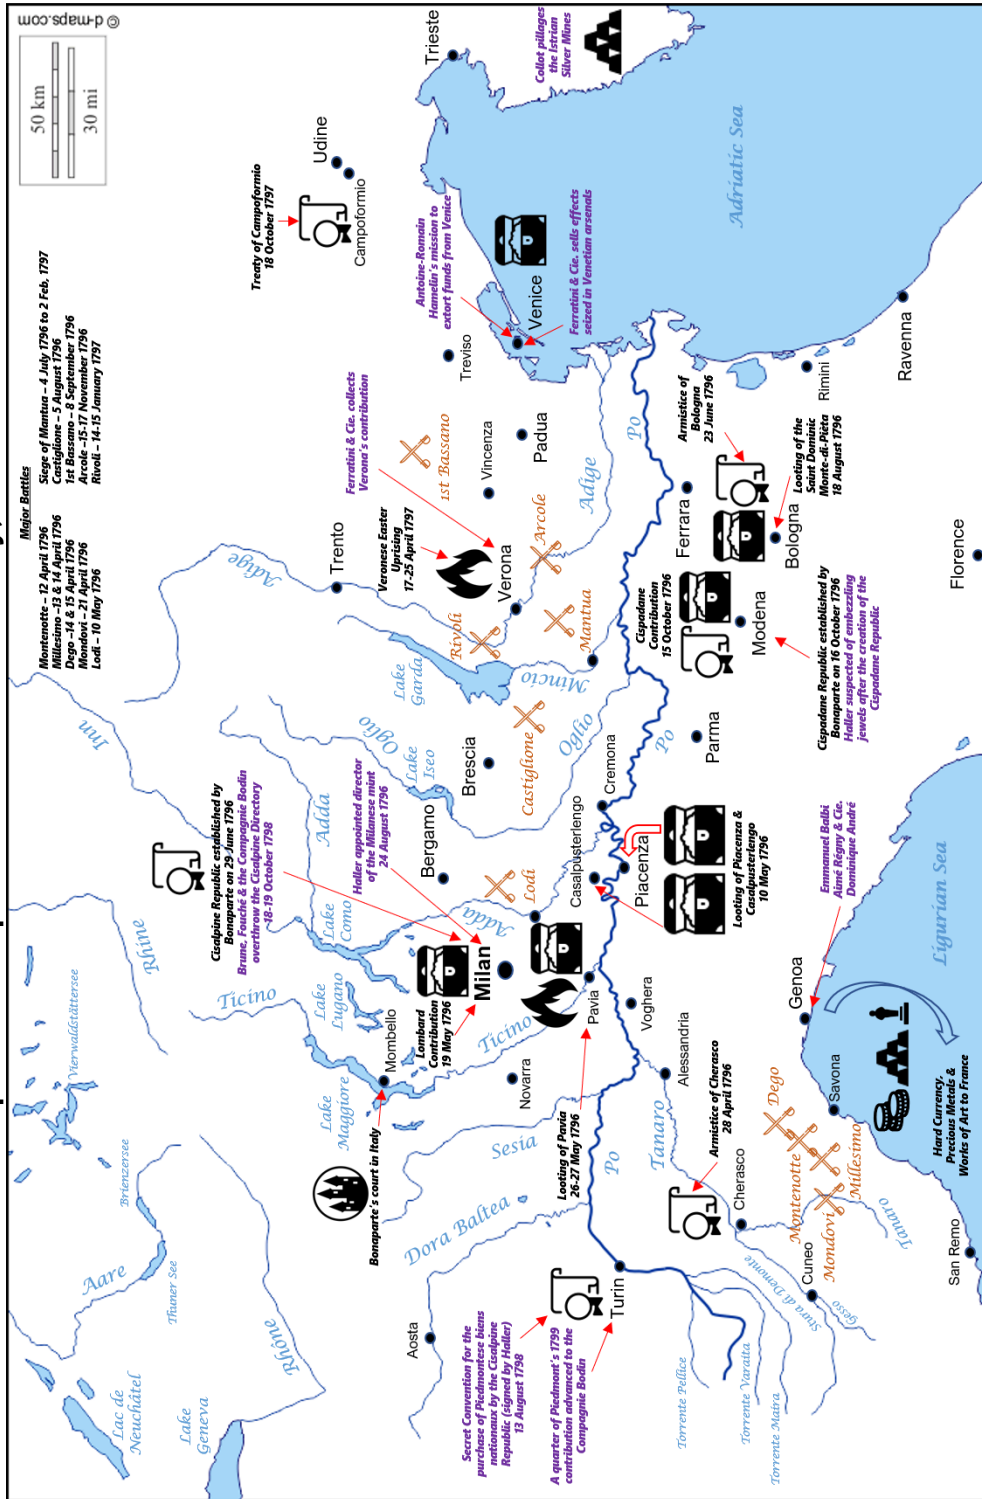 Major Battles
Montenotte – 12 April 1796
Millesimo –13 & 14 April 1796
Dego –14 & 15 April 1796
Mondovi – 21 April 1796
Lodi – 10 May 1796
Siege of Mantua – 4 July 1796 to 2 Feb, 1797
Castiglione – 5 August 1796
1st Bassano – 8 September 1796
Arcole –15-17 November 1796
Rivoli – 14-15 January 1797
50 km
30 mi
© d-maps.com
Lac de
Neuchâtel
Lake
Geneva
Aare
Thuner See
Brienzersee
Vierwaldstättersee
Rhône
Rhine
Inn
Ticino
Lake
Maggiore
Lake
Lugano
Lake
Como
Adda
Adda
Cisalpine Republic established by
Bonaparte on 29 June 1796
Brune, Fouché & the Compagnie Bodin
overthrow the Cisalpine Directory
18-19 October 1798
Haller appointed director
of the Milanese mint
24 August 1796
Oglio
Lake
Iseo
Lake
Garda
Adige
Trento
Treaty of Campoformio
18 October 1797
Udine
Campoformio
Trieste
Aosta
Bonaparte's court in Italy
Mombello
Lombard
Contribution
19 May 1796
Milan
Bergamo
Brescia
Rivoli
Veronese Easter
Uprising
17-25 April 1797
Verona
Ferratini & Cie. collects
Verona's contribution
1st Bassano
Vincenza
Treviso
Padua
Antoine-Romain
Hamelin's mission to
extort funds from Venice
Venice
Ferratini & Cie. sells effects
seized in Venetian arsenals
Collot pillages
the Istrian
Silver Mines
Secret Convention for the
purchase of Piedmontese biens
nationaux by the Cisalpine
Republic (signed by Haller)
13 August 1798
A quarter of Piedmont's 1799
contribution advanced to the
Compagnie Bodin
Turin
Dora Baltea
Sesia
Novarra
Ticino
Looting of Pavia
26-27 May 1796
Pavia
Lodi
Casalpusterlengo
Castiglione
Oglio
Cremona
Mincio
Mantua
Arcole
Adige
Po
Po
Po
Voghera
Piacenza
Looting of Piacenza &
Casalpusterlengo
10 May 1796
Parma
Cispadane
Contribution
15 October 1796
Modena
Cispadane Republic established by
Bonaparte on 16 October 1796
Haller suspected of embezzling
jewels after the creation of the
Cispadane Republic
Ferrara
Armistice of
Bologna
23 June 1796
Bologna
Looting of the
Saint Dominic
Monte-di-Pièta
18 August 1796
Rimini
Ravenna
Florence
Adriatic Sea
Tanaro
Alessandria
Armistice of Cherasco
28 April 1796
Cherasco
Torrente Pellice
Torrente Varaita
Torrente Maira
Stura di Demonte
Gesso
Cuneo
Montenotte
Dego
Mondovi
Millesimo
Tanaro
Savona
San Remo
Genoa
Emmanuel Balbi
Aimé Régny & Cie.
Dominique André
Hard Currency,
Precious Metals &
Works of Art to France
Ligurian Sea